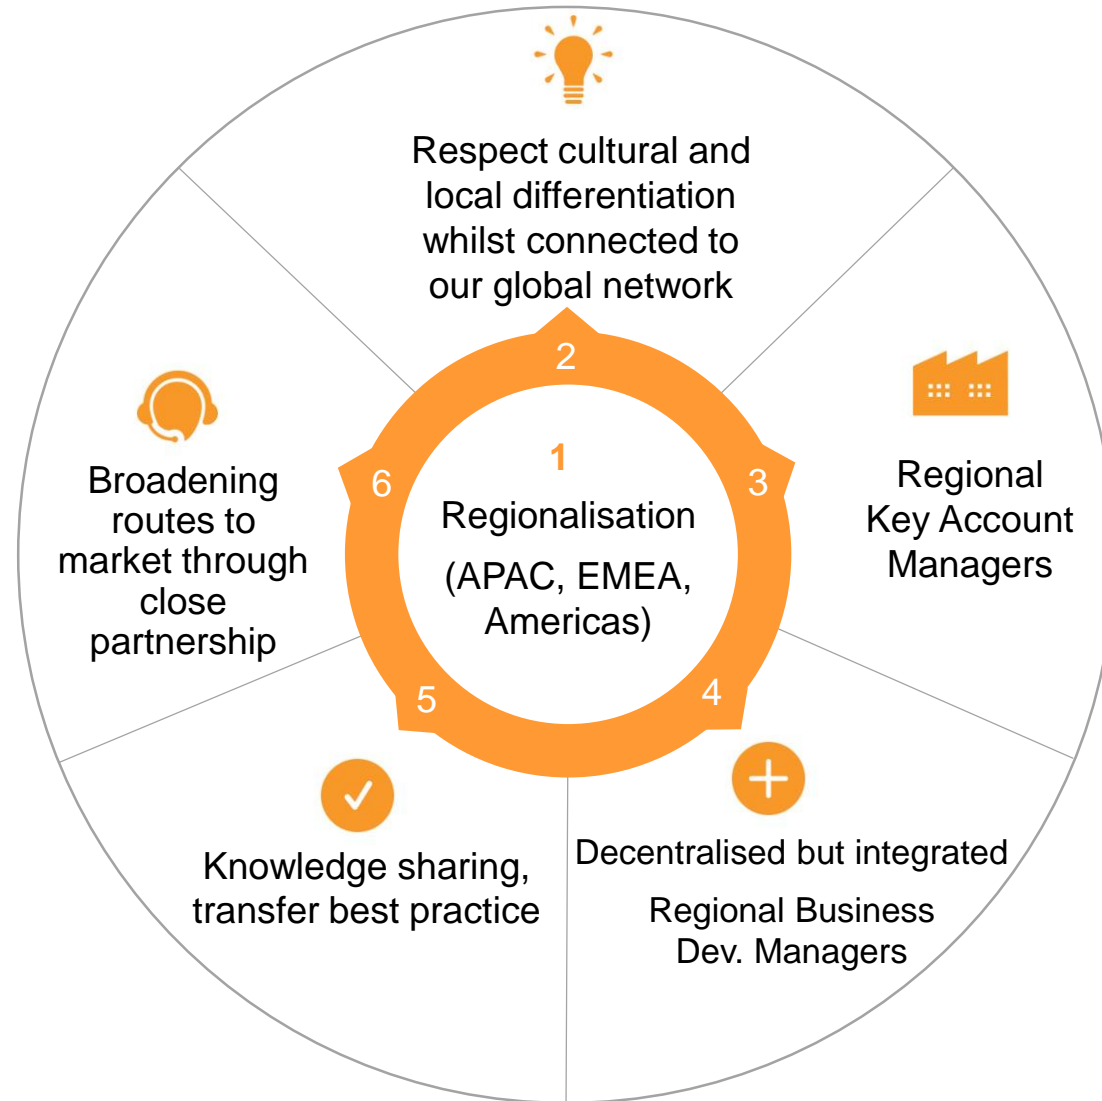 1
Regionalisation
(APAC, EMEA,
Americas)
2
Respect cultural and
local differentiation
whilst connected to
our global network
3
Regional
Key Account
Managers
4
Decentralised but integrated
Regional Business
Dev. Managers
5
Knowledge sharing,
transfer best practice
6
Broadening
routes to
market through
close
partnership